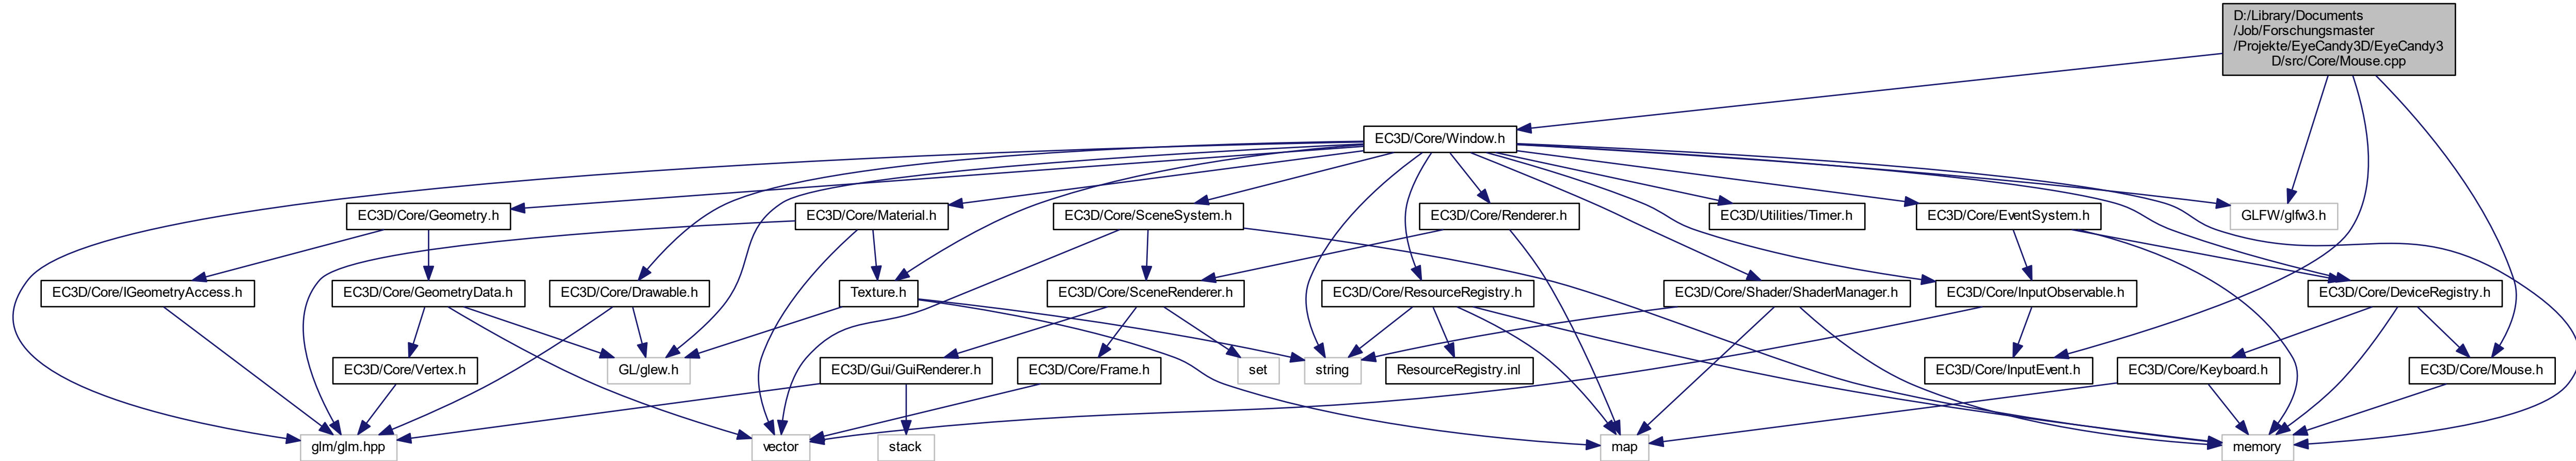 D:/Library/Documents
/Job/Forschungsmaster
/Projekte/EyeCandy3D/EyeCandy3
D/src/Core/Mouse.cpp
EC3D/Core/Window.h
EC3D/Core/Geometry.h
EC3D/Core/Material.h
EC3D/Core/SceneSystem.h
EC3D/Core/Renderer.h
EC3D/Utilities/Timer.h
EC3D/Core/EventSystem.h
GLFW/glfw3.h
EC3D/Core/IGeometryAccess.h
EC3D/Core/GeometryData.h
EC3D/Core/Drawable.h
Texture.h
EC3D/Core/SceneRenderer.h
EC3D/Core/ResourceRegistry.h
EC3D/Core/Shader/ShaderManager.h
EC3D/Core/InputObservable.h
EC3D/Core/DeviceRegistry.h
EC3D/Core/Vertex.h
GL/glew.h
EC3D/Gui/GuiRenderer.h
EC3D/Core/Frame.h
set
string
ResourceRegistry.inl
EC3D/Core/InputEvent.h
EC3D/Core/Keyboard.h
EC3D/Core/Mouse.h
glm/glm.hpp
vector
stack
map
memory